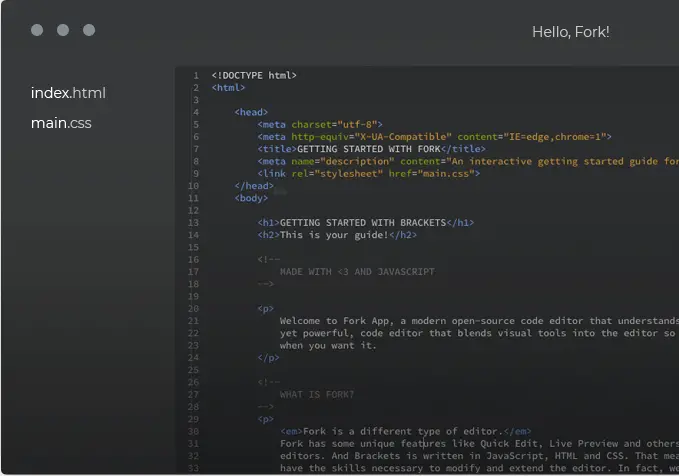 Hello, Fork!
index.html
main.css
1 <!DOCTYPE html>
2 <html>
3
4 <head>
5 <meta charset="utf-8">
6 <meta http-equiv="X-UA-Compatible" content="IE=edge,chrome=1">
7 <title>GETTING STARTED WITH FORK</title>
8 <meta name="description" content="An interactive getting started guide for
9 <link rel="stylesheet" href="main.css">
10 </head>
11 <body>
12
13 <h1>GETTING STARTED WITH BRACKETS</h1>
14 <h2>This is your guide!</h2>
15
16 <!--
17 MADE WITH <3 AND JAVASCRIPT
18 -->
19
20 <p>
21 Welcome to Fork App, a modern open-source code editor that understands
22 yet powerful, code editor that blends visual tools into the editor so
23 when you want it.
24 </p>
25
26 <!--
27 WHAT IS FORK?
28 -->
29 <p>
30 <em>Fork is a different type of editor.</em>
31 Fork has some unique features like Quick Edit, Live Preview and others
32 editors. And Brackets is written in JavaScript, HTML and CSS. That mea
33 have the skills necessary to modify and extend the editor. In fact, we